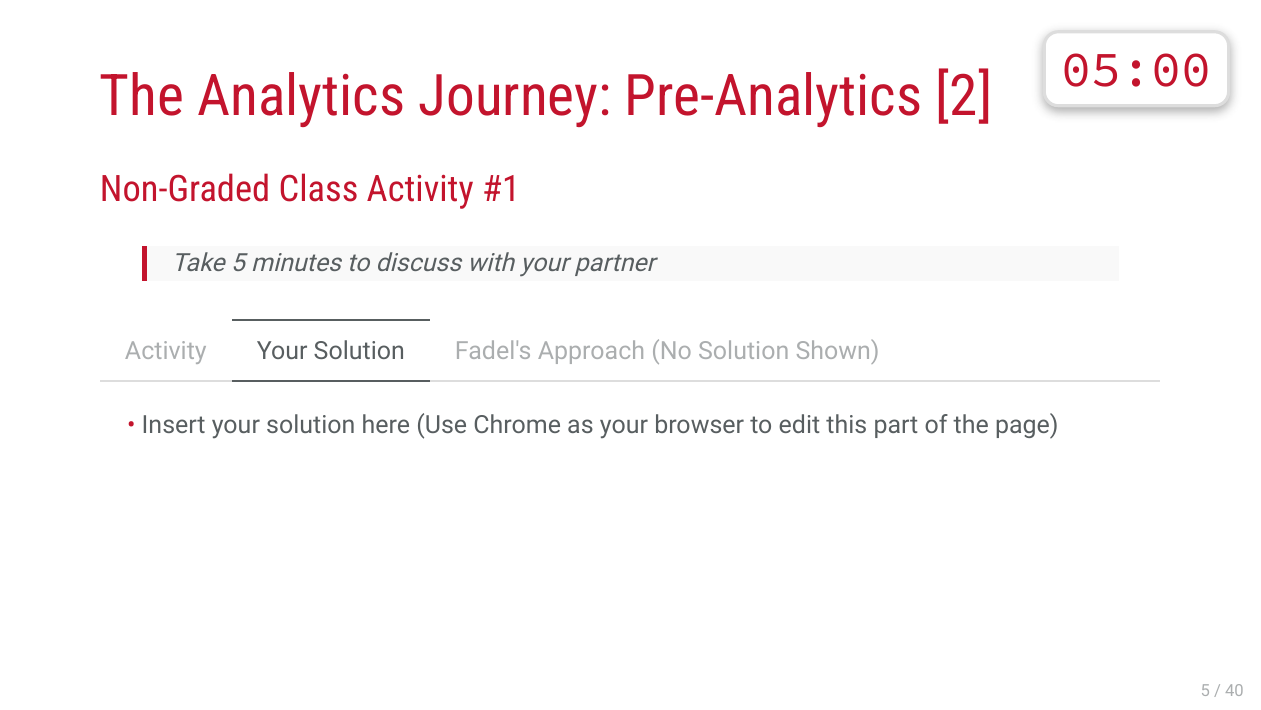 The Analytics Journey: Pre-Analytics [2]
05:00
Non-Graded Class Activity #1
Take 5 minutes to discuss with your partner
Activity
Your Solution
Fadel's Approach (No Solution Shown)
• Insert your solution here (Use Chrome as your browser to edit this part of the page)
5 / 40